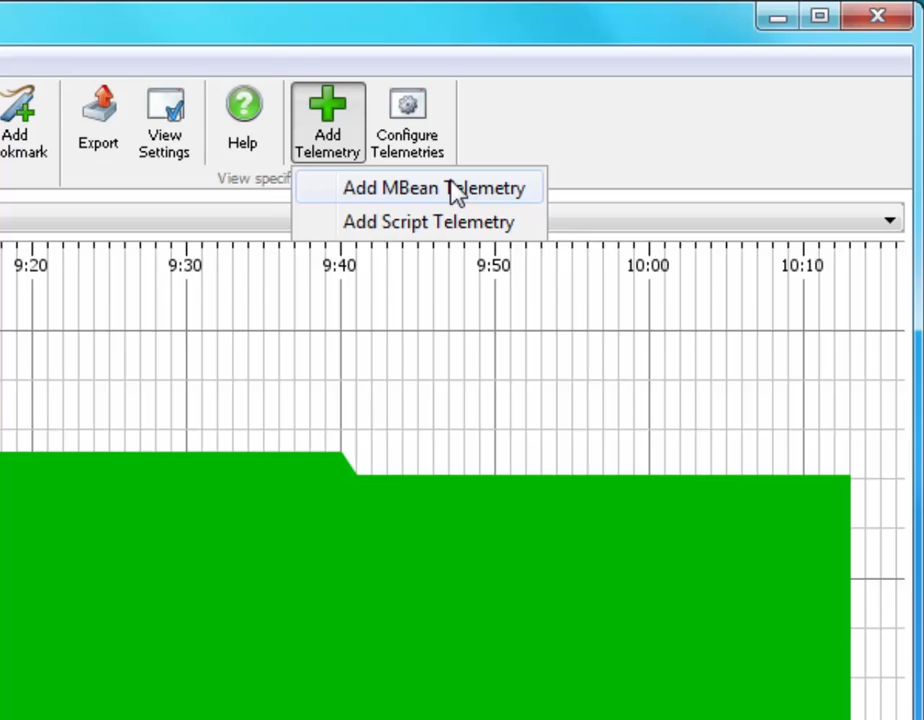 Add
okmark
Export
View
Settings
Help
Add
Telemetry
Configure
Telemetries
View specif
Add MBean Telemetry
Add Script Telemetry
9:20
9:30
9:40
9:50
10:00
10:10